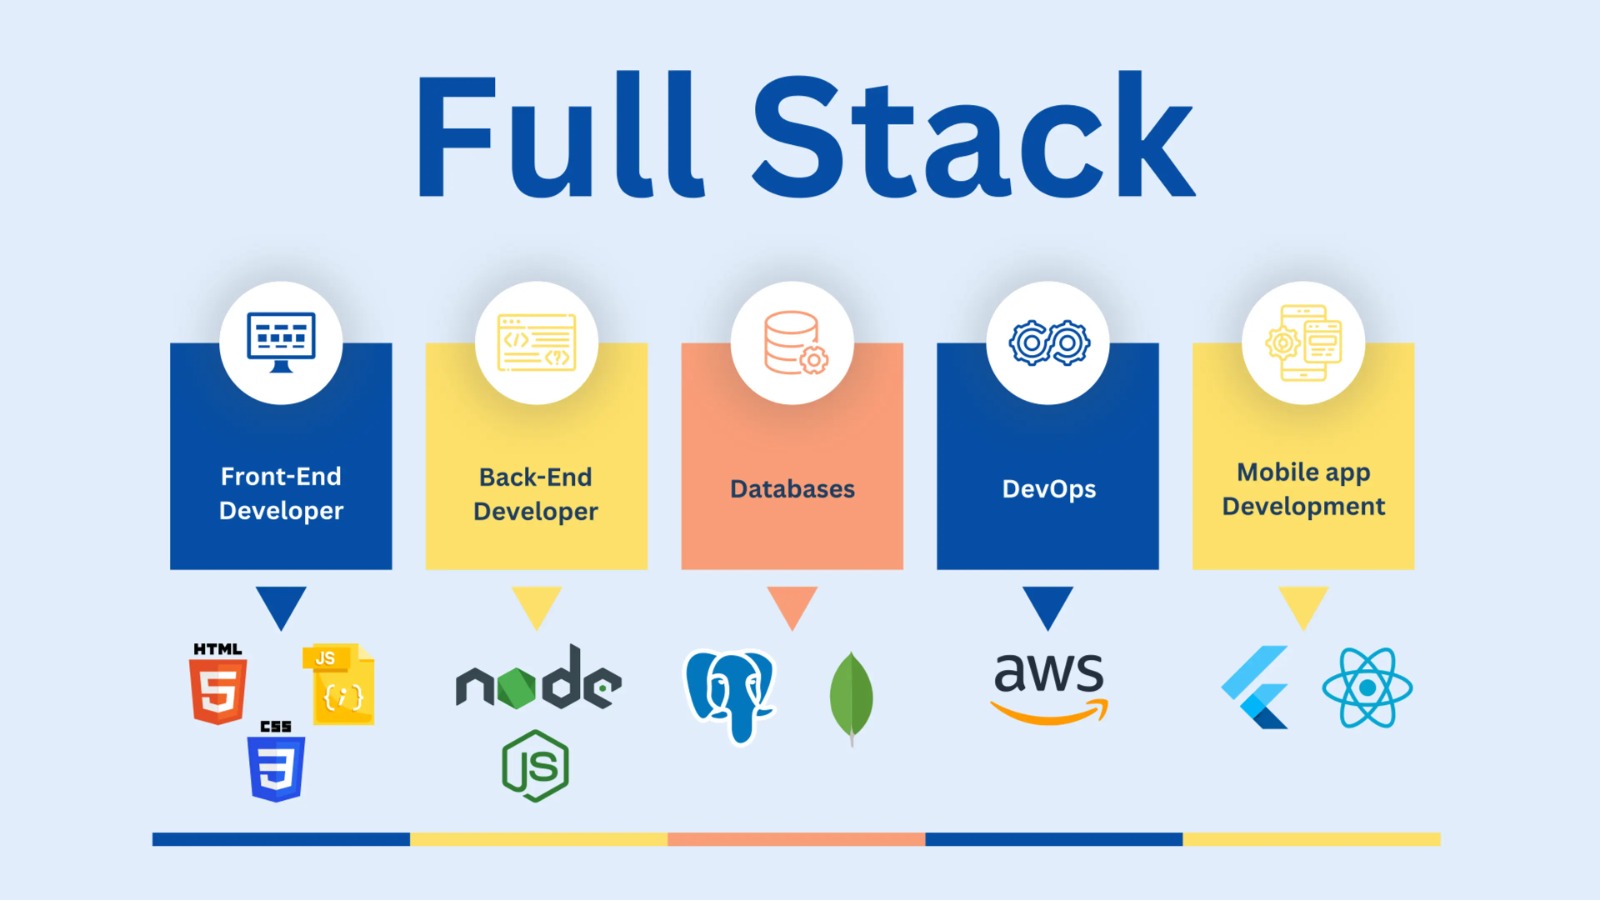 Full Stack
Front-End
Developer
Back-End
Developer
Databases
DevOps
Mobile app
Development
HTML
5
JS
{i}
CSS
3
node
JS
aws